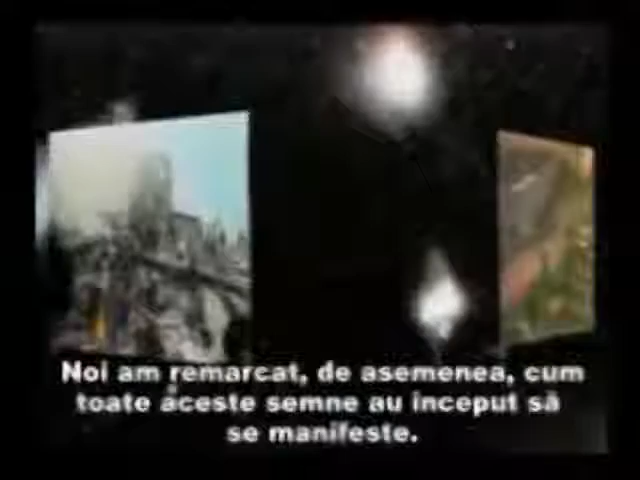 Noi am remarcat, de asemenea, cum
toate aceste semne au început să
se manifeste.